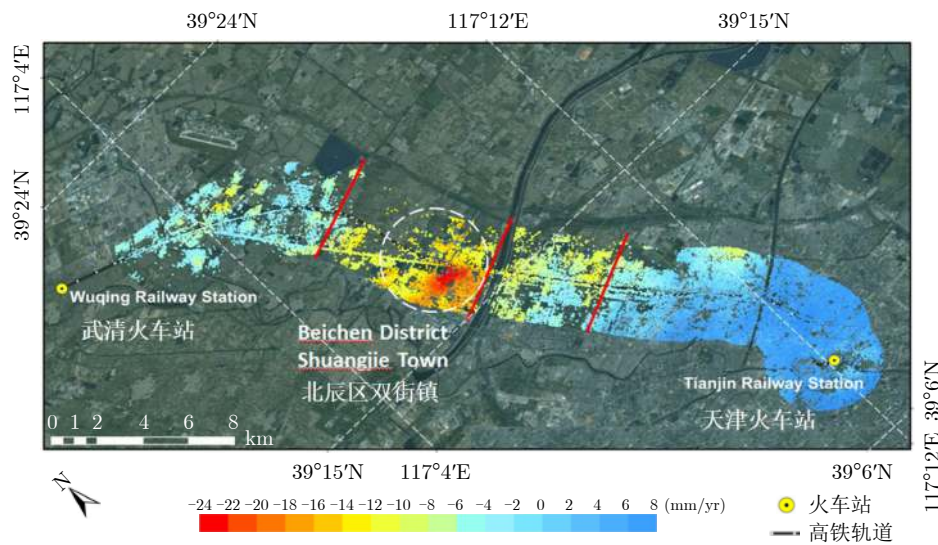 39°24′N 117°12′E 39°15′N
117°4′E
39°24′N
Wuqing Railway Station
武清火车站
Beichen District
Shuangjie Town
北辰区双街镇
Tianjin Railway Station
天津火车站
117°12′E 39°6′N
0 1 2 4 6 8
km
39°15′N 117°4′E 39°6′N
N
−24 −22 −20 −18 −16 −14 −12 −10 −8 −6 −4 −2 0 2 4 6 8 (mm/yr)
火车站
高铁轨道